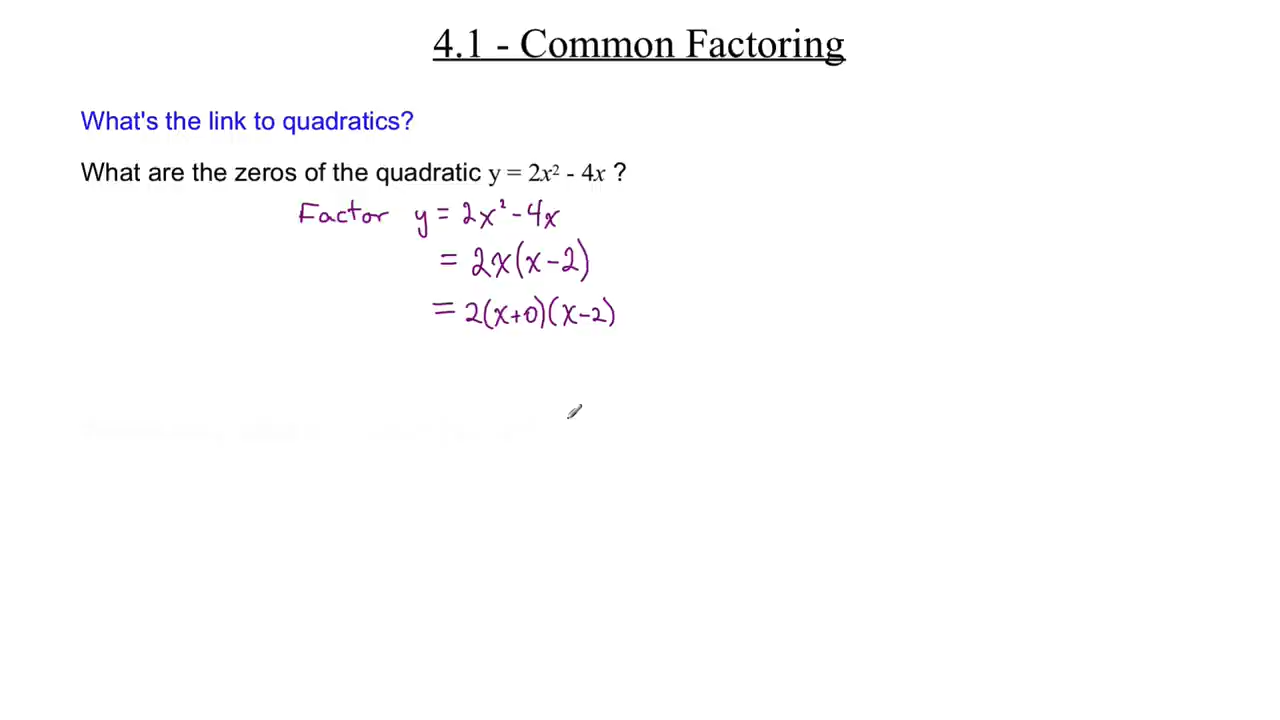 4.1 - Common Factoring
What's the link to quadratics?
What are the zeros of the quadratic y = 2x² - 4x ?
Factor y = 2x² - 4x
= 2x(x-2)
= 2(x+0)(x-2)